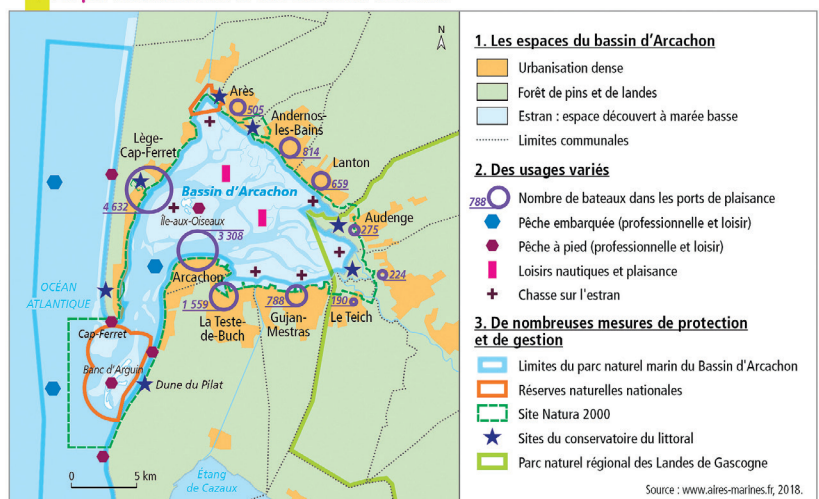 N
Arès
505
Andernos-
les-Bains
814
Lège-
Cap-Ferret
Lanton
659
Bassin d'Arcachon
4 632
Île-aux-Oiseaux
Audenge
275
3 308
224
OCÉAN
ATLANTIQUE
Arcachon
1 559
La Teste-
de-Buch
788
Gujan-
Mestras
190
Le Teich
Cap-Ferret
Banc d'Arguin
Dune du Pilat
0 5 km
Étang
de Cazaux
1. Les espaces du bassin d'Arcachon
Urbanisation dense
Forêt de pins et de landes
Estran : espace découvert à marée basse
Limites communales
2. Des usages variés
788
Nombre de bateaux dans les ports de plaisance
Pêche embarquée (professionnelle et loisir)
Pêche à pied (professionnelle et loisir)
Loisirs nautiques et plaisance
Chasse sur l'estran
3. De nombreuses mesures de protection
et de gestion
Limites du parc naturel marin du Bassin d'Arcachon
Réserves naturelles nationales
Site Natura 2000
Sites du conservatoire du littoral
Parc naturel régional des Landes de Gascogne
Source : www.aires-marines.fr, 2018.